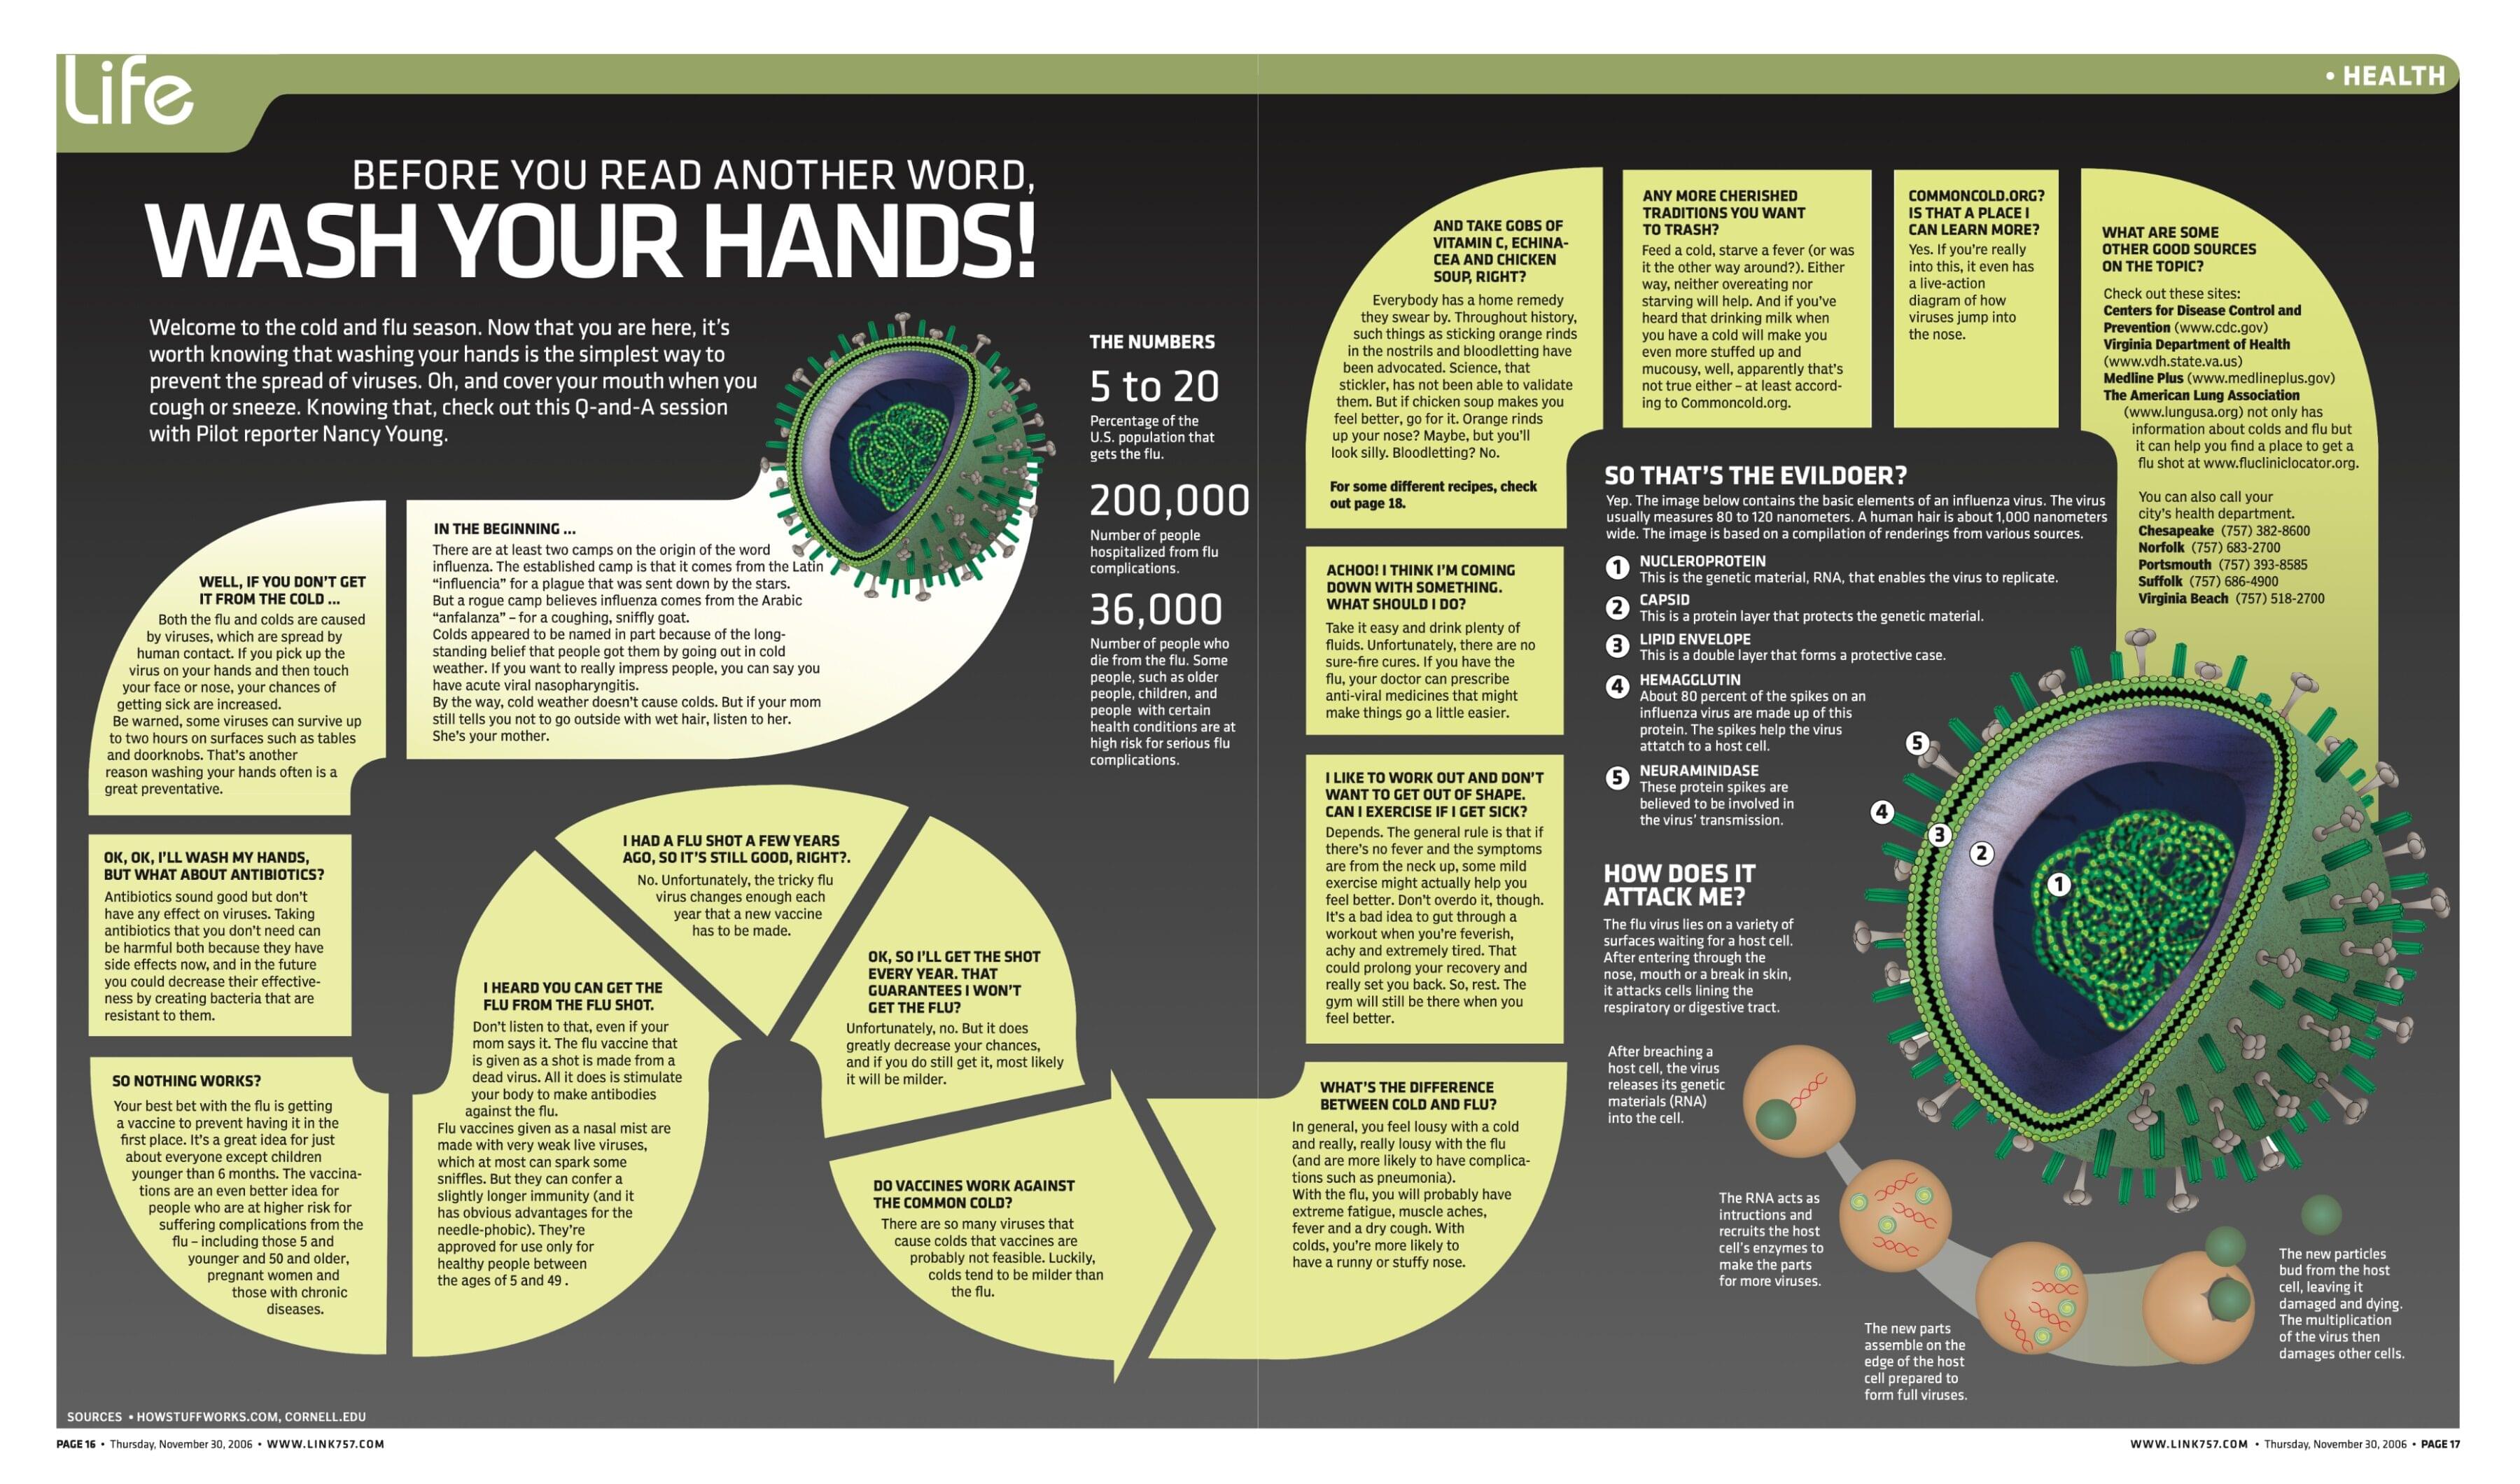 Life
• HEALTH
BEFORE YOU READ ANOTHER WORD,
WASH YOUR HANDS!
Welcome to the cold and flu season. Now that you are here, it's
worth knowing that washing your hands is the simplest way to
prevent the spread of viruses. Oh, and cover your mouth when you
cough or sneeze. Knowing that, check out this Q-and-A session
with Pilot reporter Nancy Young.
THE NUMBERS
5 to 20
Percentage of the
U.S. population that
gets the flu.
200,000
Number of people
hospitalized from flu
complications.
36,000
Number of people who
die from the flu. Some
people, such as older
people, children, and
people with certain
health conditions are at
high risk for serious flu
complications.
IN THE BEGINNING ...
There are at least two camps on the origin of the word
influenza. The established camp is that it comes from the Latin
“influencia” for a plague that was sent down by the stars.
But a rogue camp believes influenza comes from the Arabic
“anfalanza” – for a coughing, sniffly goat.
Colds appeared to be named in part because of the long-
standing belief that people got them by going out in cold
weather. If you want to really impress people, you can say you
have acute viral nasopharyngitis.
By the way, cold weather doesn't cause colds. But if your mom
still tells you not to go outside with wet hair, listen to her.
She's your mother.
WELL, IF YOU DON'T GET
IT FROM THE COLD ...
Both the flu and colds are caused
by viruses, which are spread by
human contact. If you pick up the
virus on your hands and then touch
your face or nose, your chances of
getting sick are increased.
Be warned, some viruses can survive up
to two hours on surfaces such as tables
and doorknobs. That's another
reason washing your hands often is a
great preventative.
OK, OK, I'LL WASH MY HANDS,
BUT WHAT ABOUT ANTIBIOTICS?
Antibiotics sound good but don't
have any effect on viruses. Taking
antibiotics that you don't need can
be harmful both because they have
side effects now, and in the future
you could decrease their effective-
ness by creating bacteria that are
resistant to them.
SO NOTHING WORKS?
Your best bet with the flu is getting
a vaccine to prevent having it in the
first place. It's a great idea for just
about everyone except children
younger than 6 months. The vaccina-
tions are an even better idea for
people who are at higher risk for
suffering complications from the
flu – including those 5 and
younger and 50 and older,
pregnant women and
those with chronic
diseases.
I HEARD YOU CAN GET THE
FLU FROM THE FLU SHOT.
Don't listen to that, even if your
mom says it. The flu vaccine that
is given as a shot is made from a
dead virus. All it does is stimulate
your body to make antibodies
against the flu.
Flu vaccines given as a nasal mist are
made with very weak live viruses,
which at most can spark some
sniffles. But they can confer a
slightly longer immunity (and it
has obvious advantages for the
needle-phobic). They're
approved for use only for
healthy people between
the ages of 5 and 49 .
I HAD A FLU SHOT A FEW YEARS
AGO, SO IT'S STILL GOOD, RIGHT?.
No. Unfortunately, the tricky flu
virus changes enough each
year that a new vaccine
has to be made.
OK, SO I'LL GET THE SHOT
EVERY YEAR. THAT
GUARANTEES I WON'T
GET THE FLU?
Unfortunately, no. But it does
greatly decrease your chances,
and if you do still get it, most likely
it will be milder.
DO VACCINES WORK AGAINST
THE COMMON COLD?
There are so many viruses that
cause colds that vaccines are
probably not feasible. Luckily,
colds tend to be milder than
the flu.
WHAT'S THE DIFFERENCE
BETWEEN COLD AND FLU?
In general, you feel lousy with a cold
and really, really lousy with the flu
(and are more likely to have complica-
tions such as pneumonia).
With the flu, you will probably have
extreme fatigue, muscle aches,
fever and a dry cough. With
colds, you're more likely to
have a runny or stuffy nose.
I LIKE TO WORK OUT AND DON'T
WANT TO GET OUT OF SHAPE.
CAN I EXERCISE IF I GET SICK?
Depends. The general rule is that if
there's no fever and the symptoms
are from the neck up, some mild
exercise might actually help you
feel better. Don't overdo it, though.
It's a bad idea to gut through a
workout when you're feverish,
achy and extremely tired. That
could prolong your recovery and
really set you back. So, rest. The
gym will still be there when you
feel better.
ACHOO! I THINK I'M COMING
DOWN WITH SOMETHING.
WHAT SHOULD I DO?
Take it easy and drink plenty of
fluids. Unfortunately, there are no
sure-fire cures. If you have the
flu, your doctor can prescribe
anti-viral medicines that might
make things go a little easier.
AND TAKE GOBS OF
VITAMIN C, ECHINA-
CEA AND CHICKEN
SOUP, RIGHT?
Everybody has a home remedy
they swear by. Throughout history,
such things as sticking orange rinds
in the nostrils and bloodletting have
been advocated. Science, that
stickler, has not been able to validate
them. But if chicken soup makes you
feel better, go for it. Orange rinds
up your nose? Maybe, but you'll
look silly. Bloodletting? No.
For some different recipes, check
out page 18.
ANY MORE CHERISHED
TRADITIONS YOU WANT
TO TRASH?
Feed a cold, starve a fever (or was
it the other way around?). Either
way, neither overeating nor
starving will help. And if you've
heard that drinking milk when
you have a cold will make you
even more stuffed up and
mucousy, well, apparently that's
not true either – at least accord-
ing to Commoncold.org.
COMMONCOLD.ORG?
IS THAT A PLACE I
CAN LEARN MORE?
Yes. If you're really
into this, it even has
a live-action
diagram of how
viruses jump into
the nose.
WHAT ARE SOME
OTHER GOOD SOURCES
ON THE TOPIC?
Check out these sites:
Centers for Disease Control and
Prevention (www.cdc.gov)
Virginia Department of Health
(www.vdh.state.va.us)
Medline Plus (www.medlineplus.gov)
The American Lung Association
(www.lungusa.org) not only has
information about colds and flu but
it can help you find a place to get a
flu shot at www.flucliniclocator.org.
You can also call your
city's health department.
Chesapeake (757) 382-8600
Norfolk (757) 683-2700
Portsmouth (757) 393-8585
Suffolk (757) 686-4900
Virginia Beach (757) 518-2700
SO THAT'S THE EVILDOER?
Yep. The image below contains the basic elements of an influenza virus. The virus
usually measures 80 to 120 nanometers. A human hair is about 1,000 nanometers
wide. The image is based on a compilation of renderings from various sources.
1 NUCLEROPROTEIN
This is the genetic material, RNA, that enables the virus to replicate.
2 CAPSID
This is a protein layer that protects the genetic material.
3 LIPID ENVELOPE
This is a double layer that forms a protective case.
4 HEMAGGLUTIN
About 80 percent of the spikes on an
influenza virus are made up of this
protein. The spikes help the virus
attatch to a host cell.
5 NEURAMINIDASE
These protein spikes are
believed to be involved in
the virus' transmission.
5
4
3
2
1
HOW DOES IT
ATTACK ME?
The flu virus lies on a variety of
surfaces waiting for a host cell.
After entering through the
nose, mouth or a break in skin,
it attacks cells lining the
respiratory or digestive tract.
After breaching a
host cell, the virus
releases its genetic
materials (RNA)
into the cell.
The RNA acts as
intructions and
recruits the host
cell's enzymes to
make the parts
for more viruses.
The new parts
assemble on the
edge of the host
cell prepared to
form full viruses.
The new particles
bud from the host
cell, leaving it
damaged and dying.
The multiplication
of the virus then
damages other cells.
SOURCES • HOWSTUFFWORKS.COM, CORNELL.EDU
PAGE 16 • Thursday, November 30, 2006 • WWW.LINK757.COM
WWW.LINK757.COM • Thursday, November 30, 2006 • PAGE 17